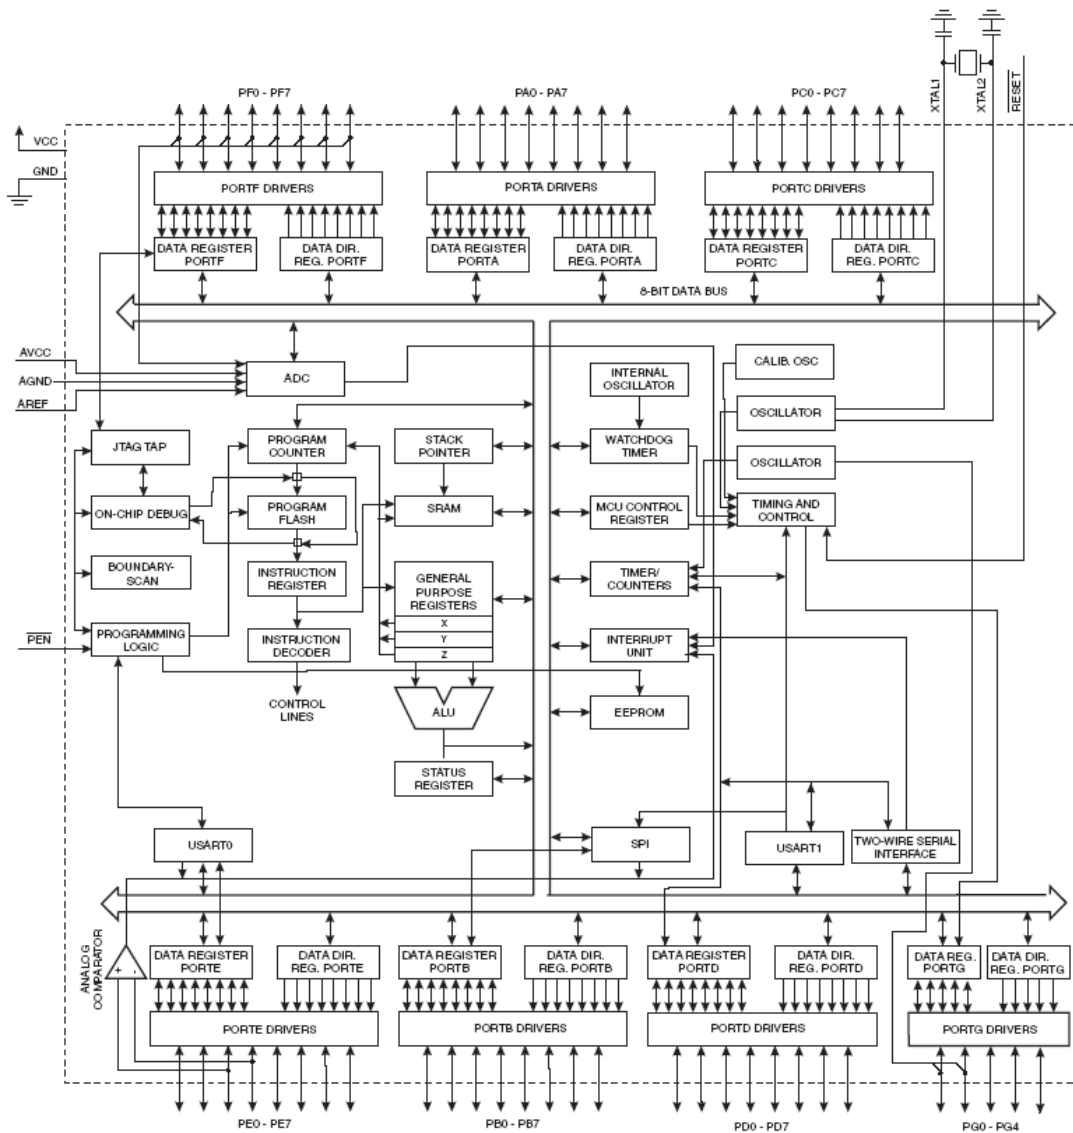 XTAL1
XTAL2
RESET
PF0 - PF7
PA0 - PA7
PC0 - PC7
VCC
GND
PORTF DRIVERS
PORTA DRIVERS
PORTC DRIVERS
DATA REGISTER
PORTF
DATA DIR.
REG. PORTF
DATA REGISTER
PORTA
DATA DIR.
REG. PORTA
DATA REGISTER
PORTC
DATA DIR.
REG. PORTC
8-BIT DATA BUS
AVCC
AGND
AREF
ADC
INTERNAL
OSCILLATOR
CALIB. OSC
OSCILLATOR
JTAG TAP
PROGRAM
COUNTER
STACK
POINTER
WATCHDOG
TIMER
OSCILLATOR
ON-CHIP DEBUG
PROGRAM
FLASH
SRAM
MCU CONTROL
REGISTER
TIMING AND
CONTROL
BOUNDARY-
SCAN
INSTRUCTION
REGISTER
GENERAL
PURPOSE
REGISTERS
TIMER/
COUNTERS
X
Y
Z
PEN
PROGRAMMING
LOGIC
INSTRUCTION
DECODER
INTERRUPT
UNIT
CONTROL
LINES
ALU
EEPROM
STATUS
REGISTER
USART0
SPI
USART1
TWO-WIRE SERIAL
INTERFACE
ANALOG
COMPARATOR
+
-
DATA REGISTER
PORTE
DATA DIR.
REG. PORTE
DATA REGISTER
PORTB
DATA DIR.
REG. PORTB
DATA REGISTER
PORTD
DATA DIR.
REG. PORTD
DATA REG.
PORTG
DATA DIR.
REG. PORTG
PORTE DRIVERS
PORTB DRIVERS
PORTD DRIVERS
PORTG DRIVERS
PE0 - PE7
PB0 - PB7
PD0 - PD7
PG0 - PG4